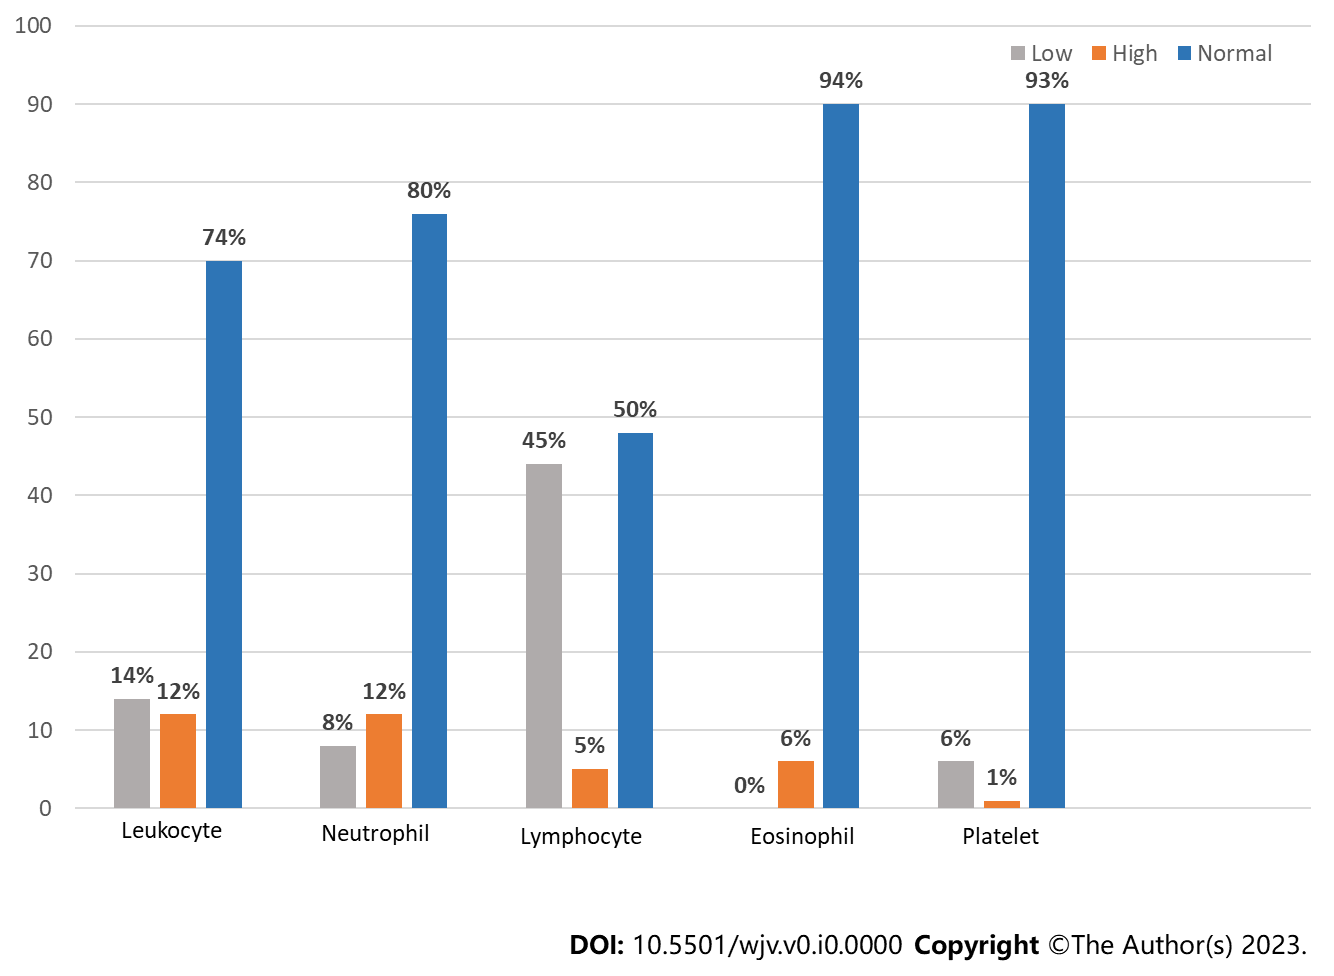 100
Low High Normal
90
80
70
60
50
40
30
20
10
0
14% 12% 74%
8% 12% 80%
45% 5% 50%
0% 6% 94%
6% 1% 93%
Leukocyte Neutrophil Lymphocyte Eosinophil Platelet
DOI: 10.5501/wjv.v0.i0.0000 Copyright ©The Author(s) 2023.